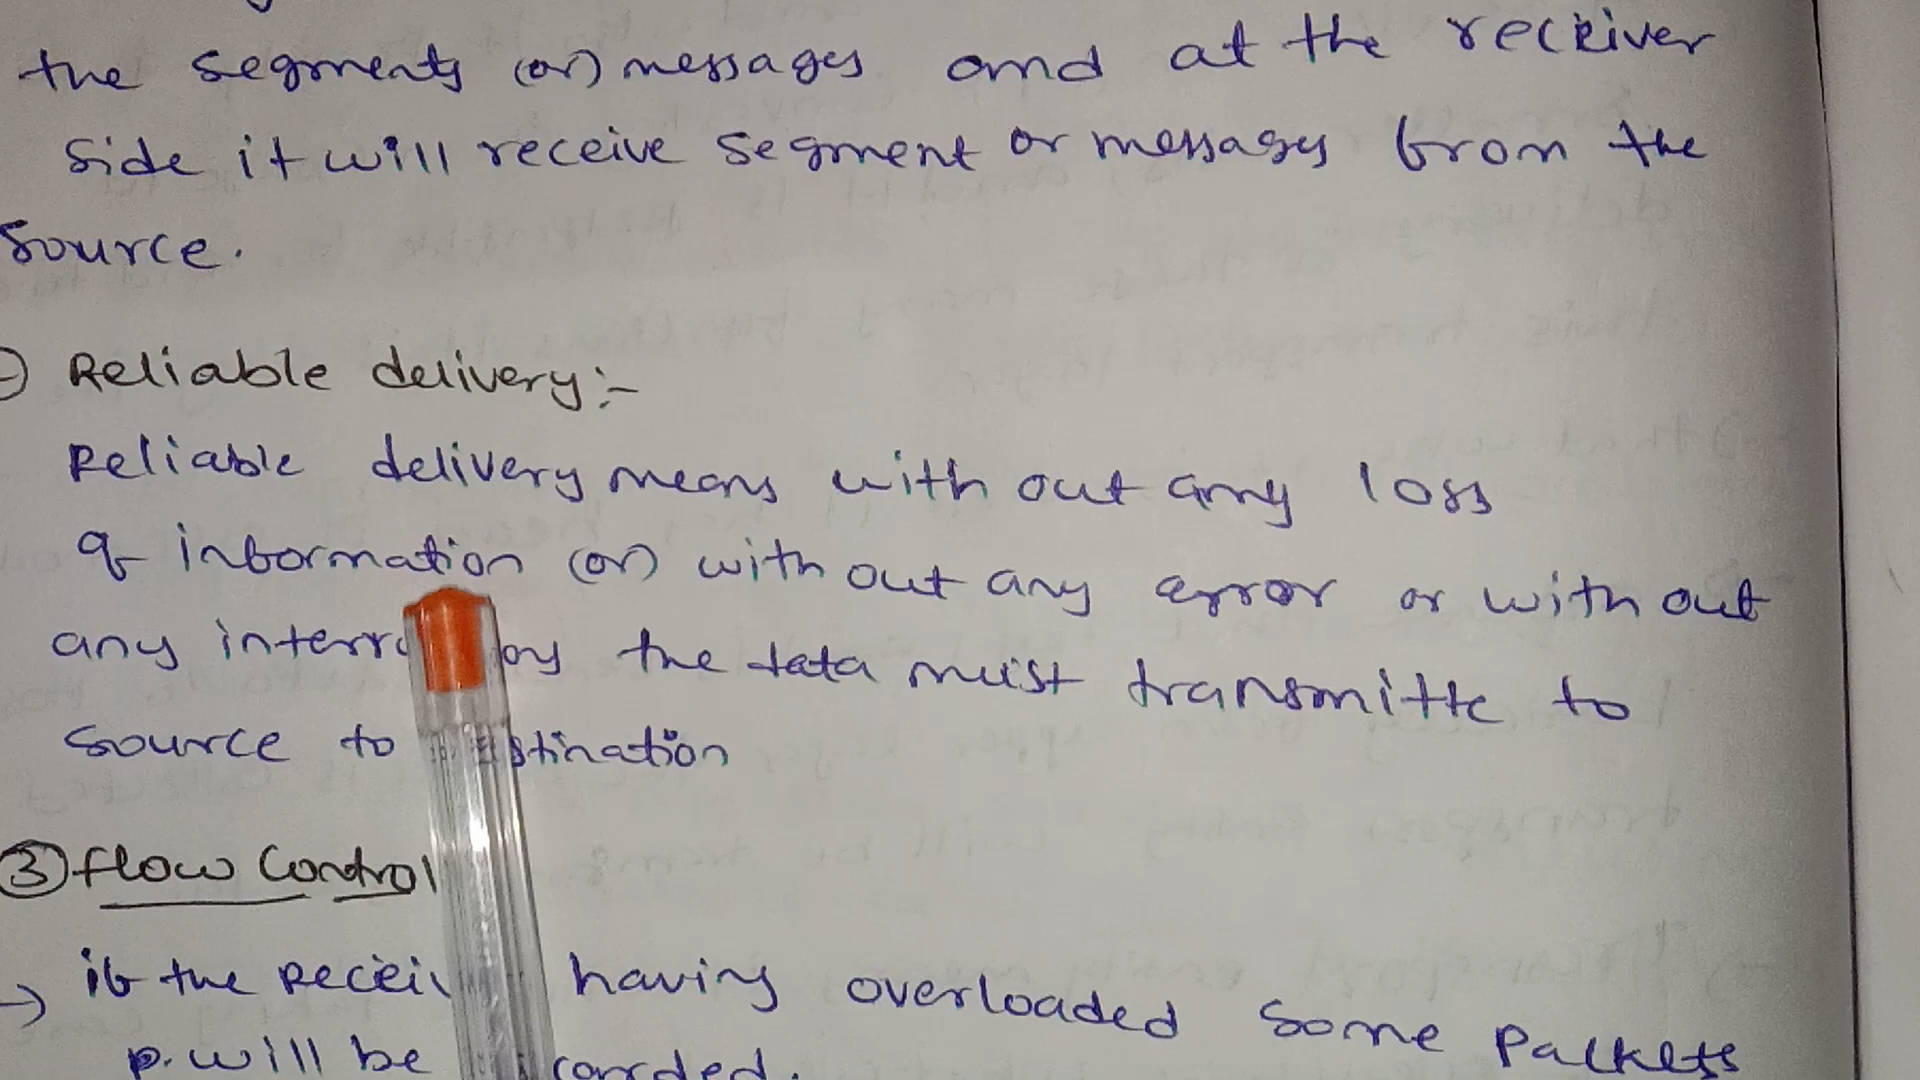 the segments (or) messages and at the receiver
side it will receive segment or messages from the
source.
Reliable delivery:-
Reliable delivery means with out any loss
of information (or) with out any error or with out
any the tata must transmitte to
source to
③ flow control
→ if the having overloaded some packets
p. will be